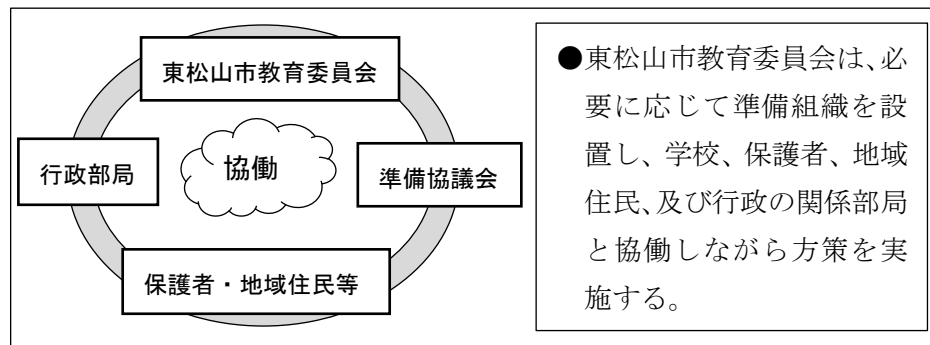 東松山市教育委員会
行政部局
協働
準備協議会
保護者・地域住民等
●東松山市教育委員会は、必
要に応じて準備組織を設
置し、学校、保護者、地域
住民、及び行政の関係部局
と協働しながら方策を実
施する。